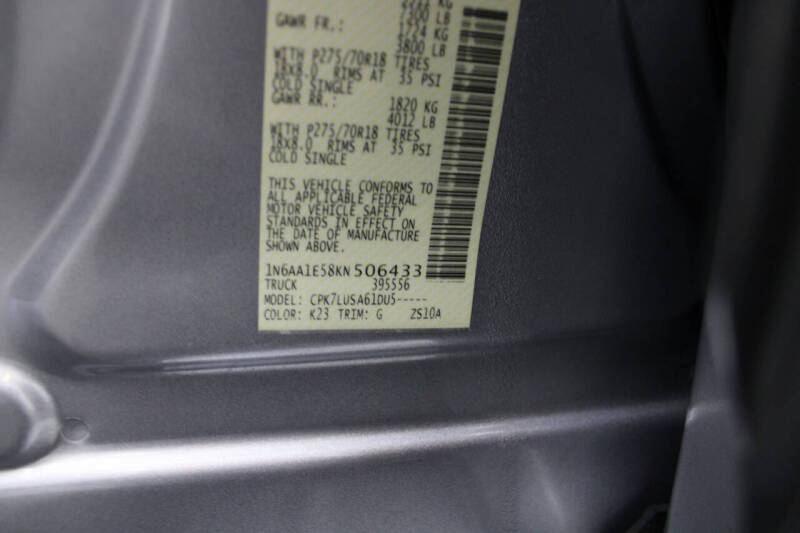 KG
7200 LB
GAWR FR.: 1724 KG
3800 LB
WITH P275/70R18 TIRES
18X8.0 RIMS AT 35 PSI
COLD SINGLE
GAWR RR.: 1820 KG
4012 LB
WITH P275/70R18 TIRES
18X8.0 RIMS AT 35 PSI
COLD SINGLE
THIS VEHICLE CONFORMS TO
ALL APPLICABLE FEDERAL
MOTOR VEHICLE SAFETY
STANDARDS IN EFFECT ON
THE DATE OF MANUFACTURE
SHOWN ABOVE.
1N6AA1E58KN506433
TRUCK 395556
MODEL: CPK7LUSA61DU5-----
COLOR: K23 TRIM: G ZS10A